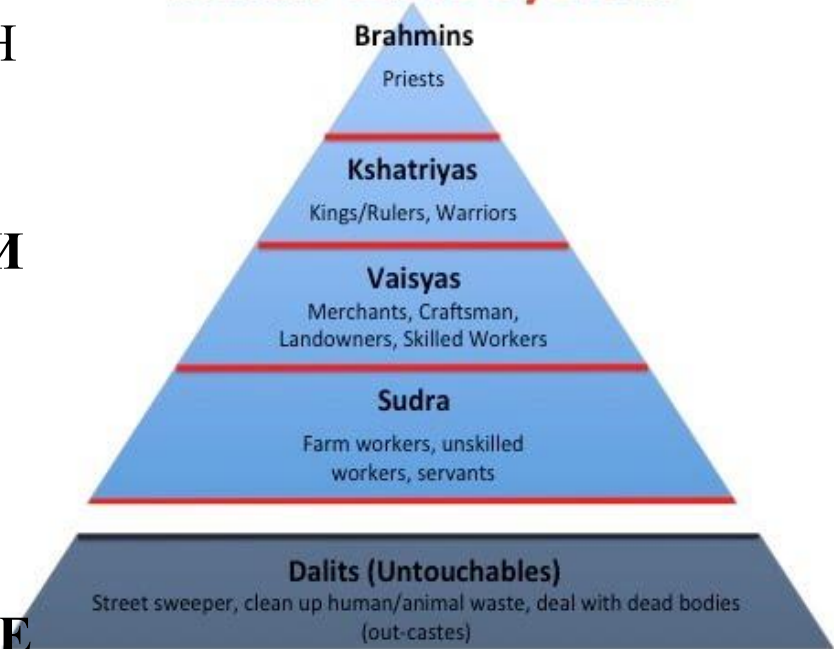 Brahmins
Priests
Kshatriyas
Kings/Rulers, Warriors
Vaisyas
Merchants, Craftsman,
Landowners, Skilled Workers
Sudra
Farm workers, unskilled
workers, servants
Dalits (Untouchables)
Street sweeper, clean up human/animal waste, deal with dead bodies
(out-castes)